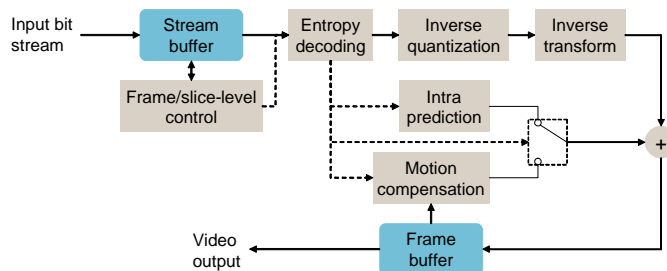 Input bit
stream
Stream
buffer
Entropy
decoding
Inverse
quantization
Inverse
transform
Frame/slice-level
control
Intra
prediction
+
Motion
compensation
Video
output
Frame
buffer